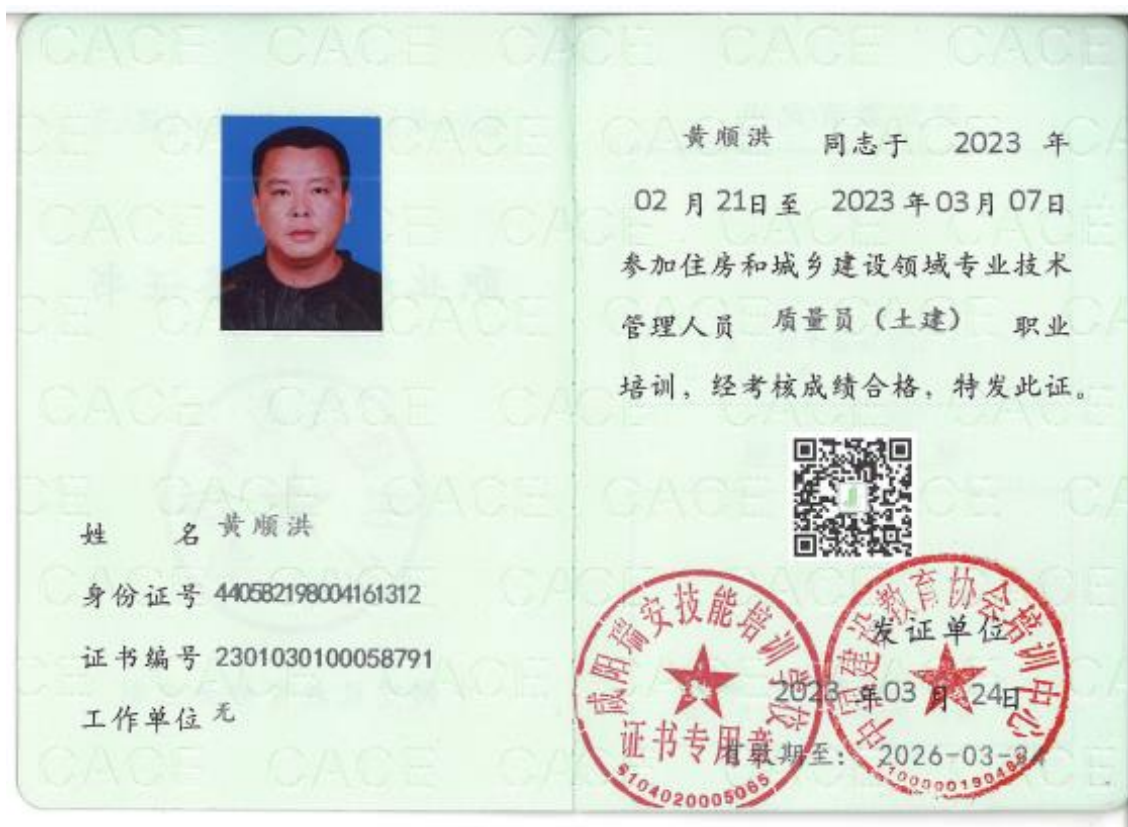 姓 名 黄顺洪
身份证号 440582198004161312
证书编号 2301030100058791
工作单位 无
黄顺洪 同志于 2023 年
02 月 21日至 2023 年 03 月 07日
参加住房和城乡建设领域专业技术
管理人员 质量员（土建） 职业
培训，经考核成绩合格，特发此证。
咸阳瑞安技能培训学校
证书专用章
6104020005065
中国建设教育协会培训中心
发证单位
2023 年 03 月 24日
有效期至： 2026-03-24
CACE